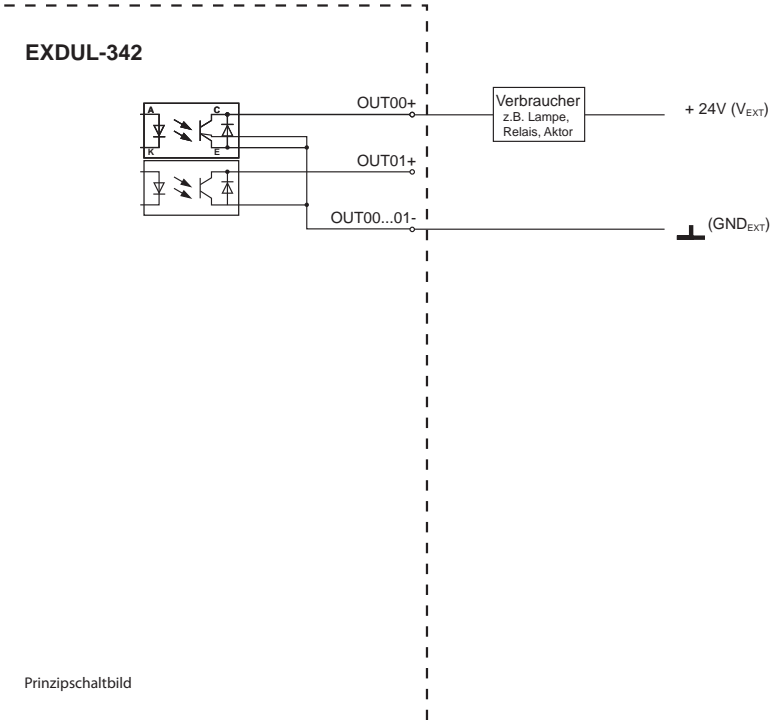 EXDUL-342
OUT00+
A
C
K
E
Verbraucher
z.B. Lampe,
Relais, Aktor
+ 24V (VEXT)
OUT01+
OUT00...01-
(GNDEXT)
Prinzipschaltbild